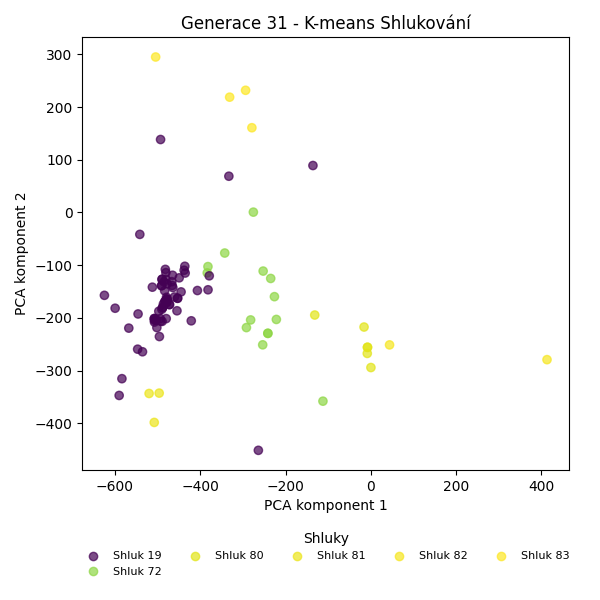 Generace 31 - K-means Shlukování
300
200
100
0
−100
−200
−300
−400
PCA komponent 2
−600 −400 −200 0 200 400
PCA komponent 1
Shluky
Shluk 19 Shluk 80 Shluk 81 Shluk 82 Shluk 83
Shluk 72